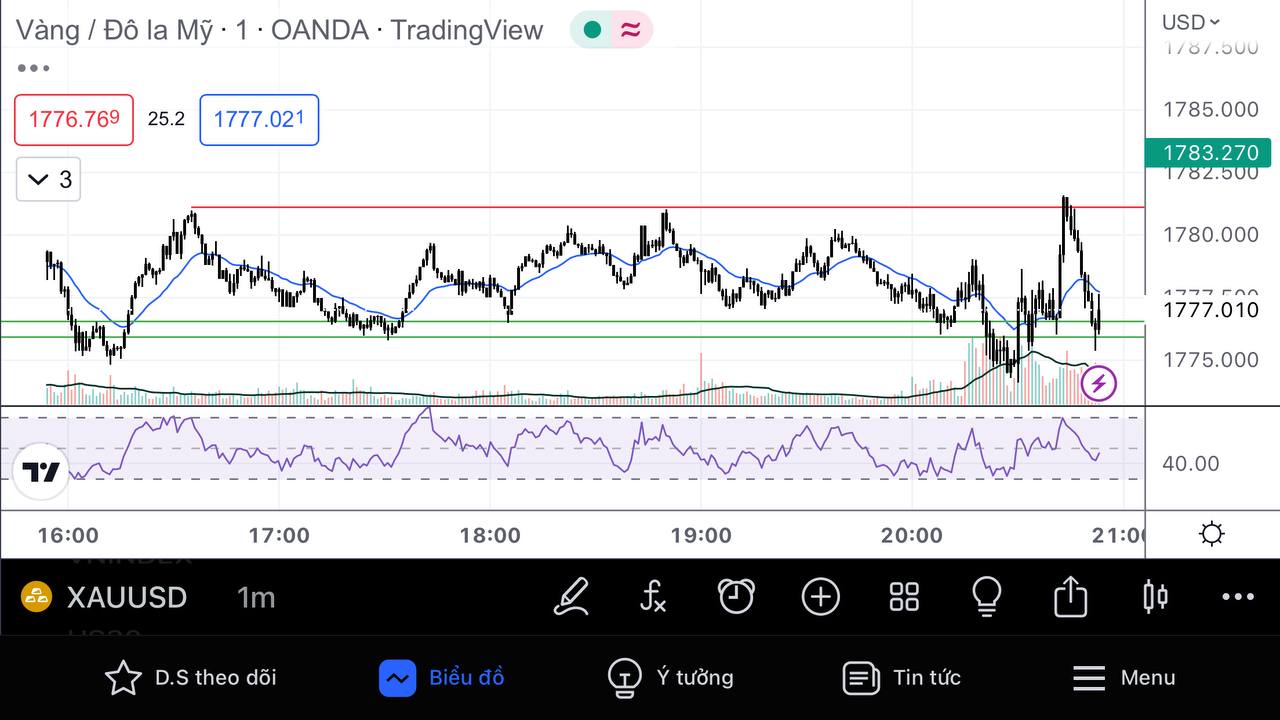 Vàng / Đô la Mỹ · 1 · OANDA · TradingView
USD
1787.500
1776.769 25.2 1777.021
1785.000
1783.270
1782.500
3
1780.000
1777.010
1775.000
40.00
16:00 17:00 18:00 19:00 20:00 21:00
VNINDEX
XAUUSD 1m
US30
D.S theo dõi Biểu đồ Ý tưởng Tin tức Menu